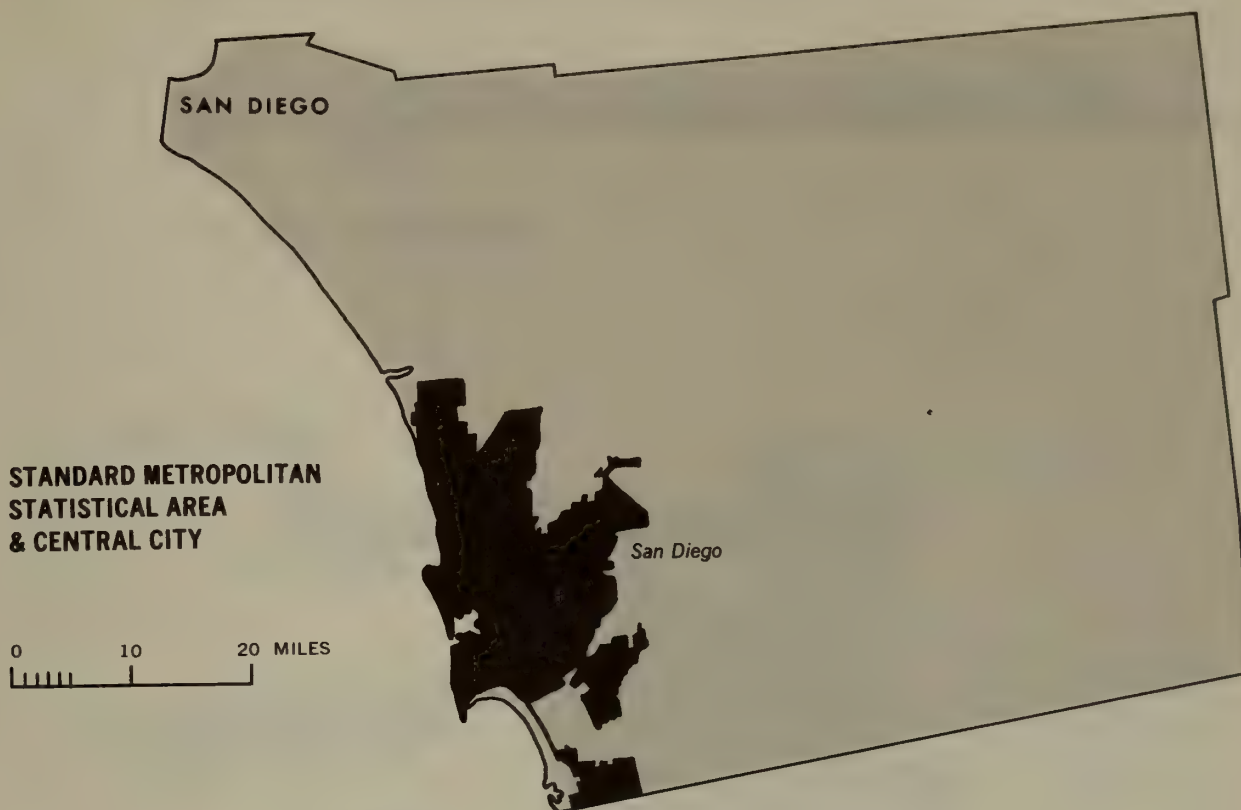 SAN DIEGO
STANDARD METROPOLITAN
STATISTICAL AREA
& CENTRAL CITY
San Diego
0 10 20 MILES